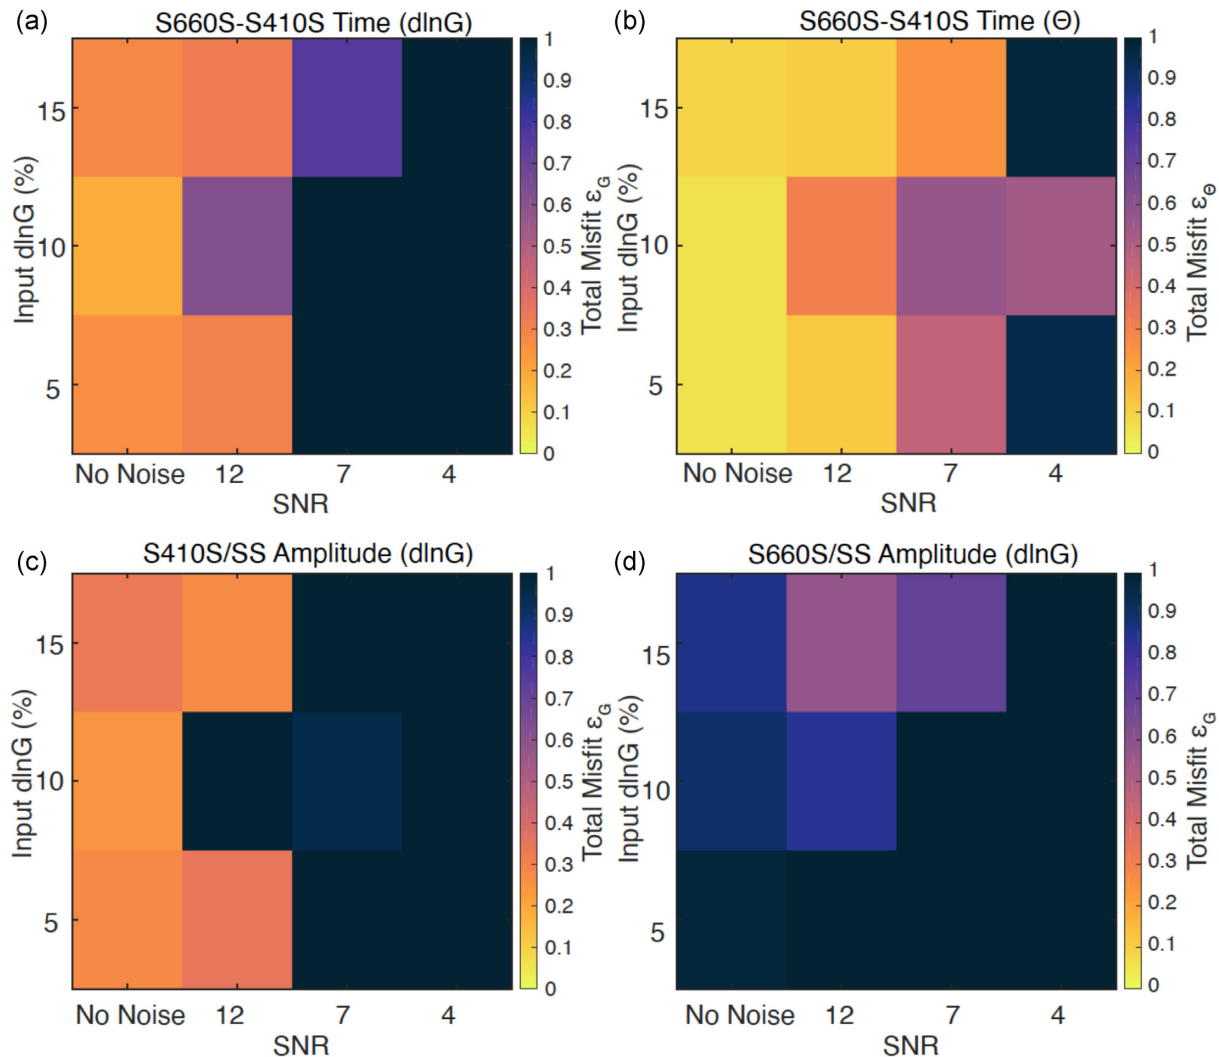 (a)
S660S-S410S Time (dlnG)
Input dlnG (%)
15
10
5
No Noise 12 7 4
SNR
1
0.9
0.8
0.7
0.6
0.5
0.4
0.3
0.2
0.1
0
Total Misfit εG
(b)
S660S-S410S Time (Θ)
Input dlnG (%)
15
10
5
No Noise 12 7 4
SNR
1
0.9
0.8
0.7
0.6
0.5
0.4
0.3
0.2
0.1
0
Total Misfit εΘ
(c)
S410S/SS Amplitude (dlnG)
Input dlnG (%)
15
10
5
No Noise 12 7 4
SNR
1
0.9
0.8
0.7
0.6
0.5
0.4
0.3
0.2
0.1
0
Total Misfit εG
(d)
S660S/SS Amplitude (dlnG)
Input dlnG (%)
15
10
5
No Noise 12 7 4
SNR
1
0.9
0.8
0.7
0.6
0.5
0.4
0.3
0.2
0.1
0
Total Misfit εG